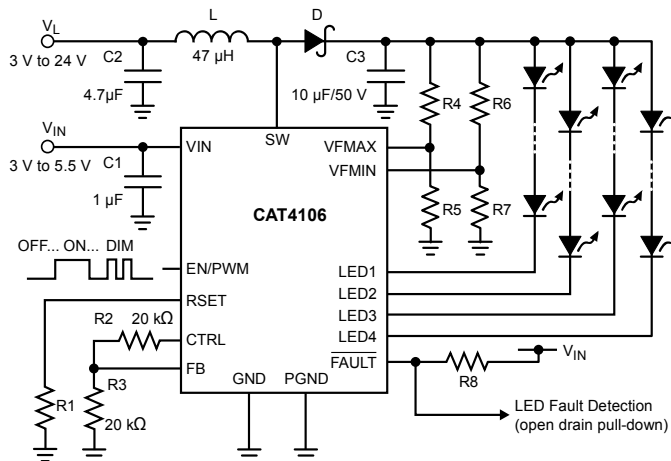 VL
L
D
3 V to 24 V
C2
47 µH
C3
4.7µF
10 µF/50 V
R4
R6
VIN
3 V to 5.5 V
C1
1 µF
VIN
SW
VFMAX
VFMIN
CAT4106
R5
R7
OFF... ON... DIM
EN/PWM
LED1
RSET
LED2
R2
20 kΩ
LED3
CTRL
LED4
FB
FAULT
VIN
R1
R3
20 kΩ
GND
PGND
R8
LED Fault Detection
(open drain pull-down)